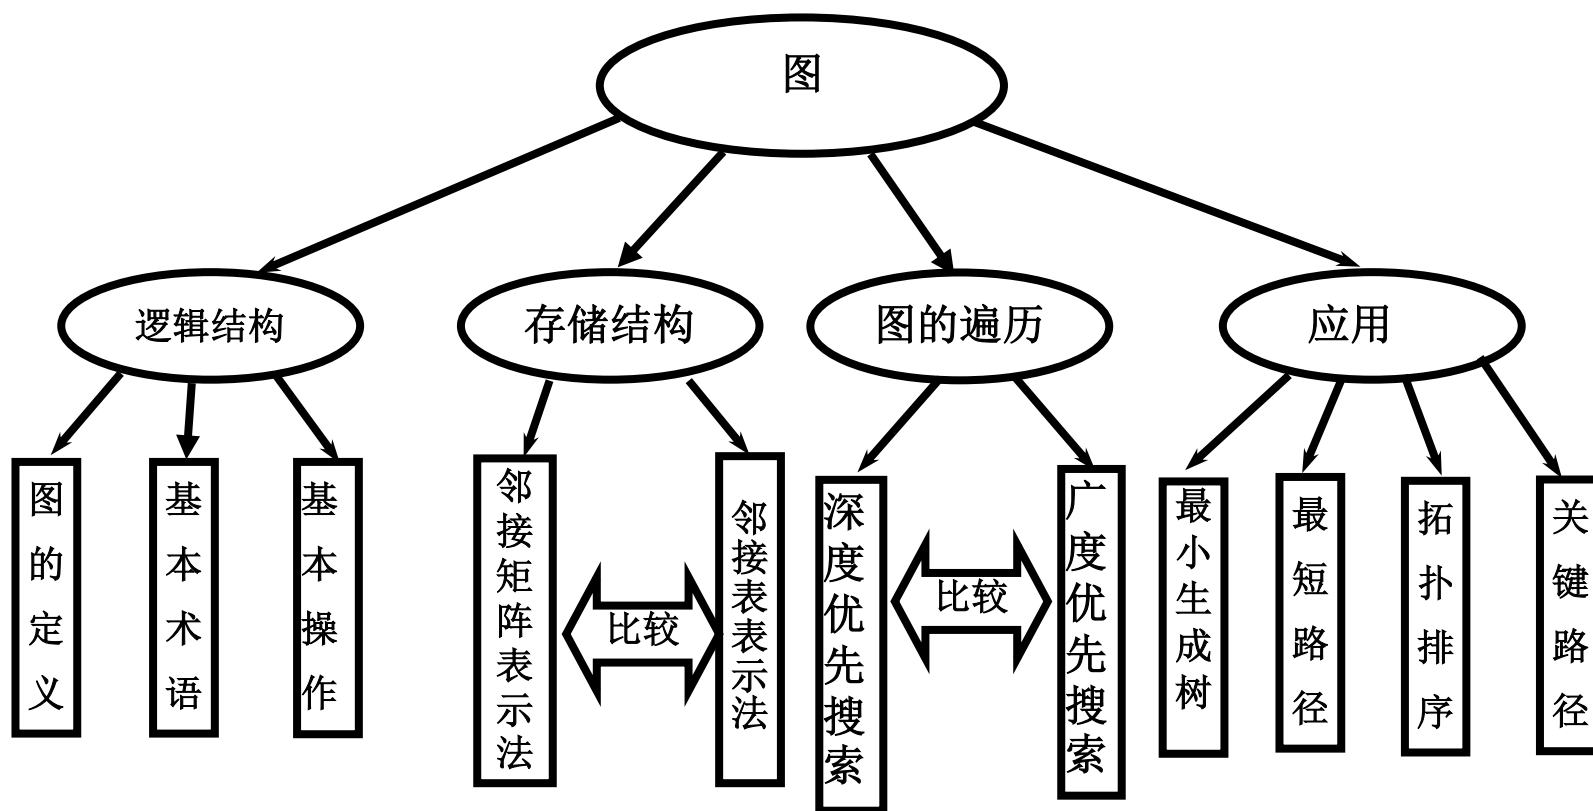 图
逻辑结构
存储结构
图的遍历
应用
图的定义
基本术语
基本操作
邻接矩阵表示法
比较
邻接表表示法
深度优先搜索
比较
广度优先搜索
最小生成树
最短路径
拓扑排序
关键路径